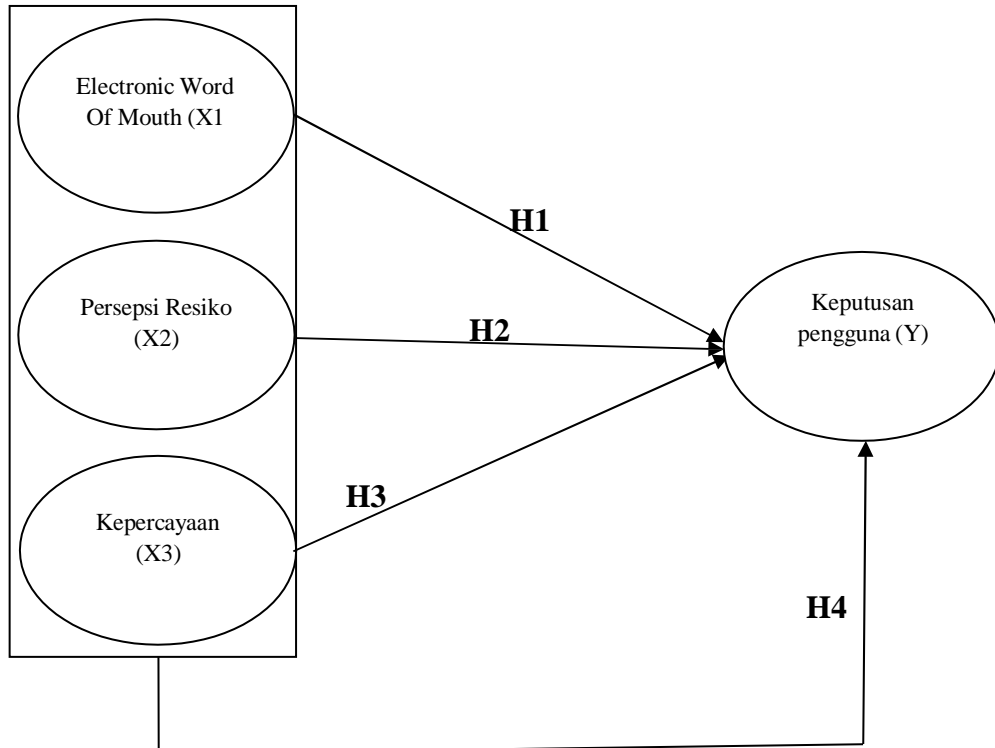 Electronic Word
Of Mouth (X1
H1
Persepsi Resiko
(X2)
H2
Keputusan
pengguna (Y)
H3
Kepercayaan
(X3)
H4